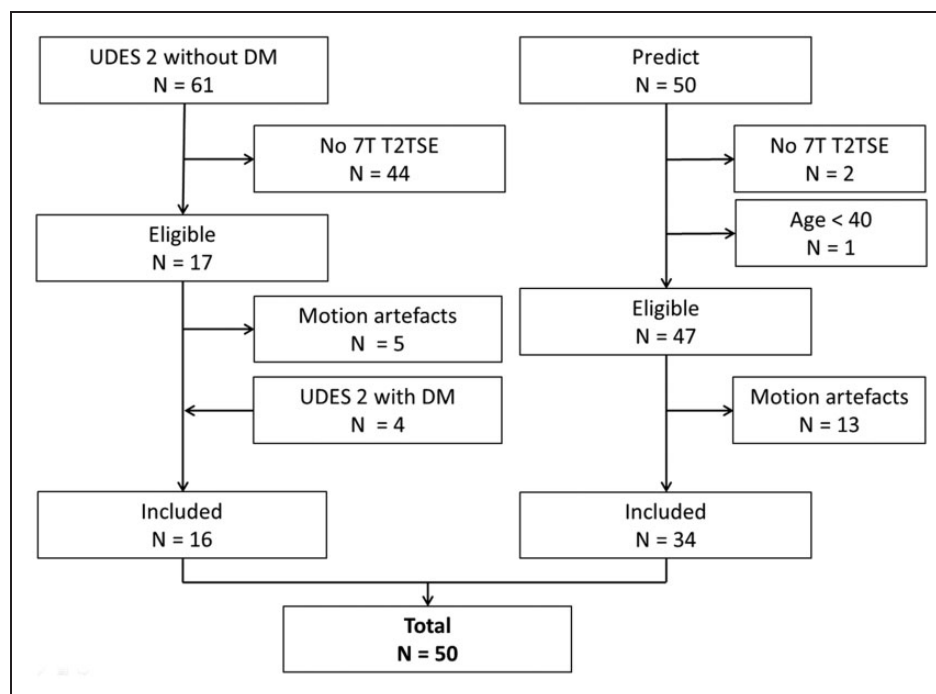 UDES 2 without DM
N = 61
No 7T T2TSE
N = 44
Eligible
N = 17
Motion artefacts
N = 5
UDES 2 with DM
N = 4
Included
N = 16
Predict
N = 50
No 7T T2TSE
N = 2
Age < 40
N = 1
Eligible
N = 47
Motion artefacts
N = 13
Included
N = 34
Total
N = 50